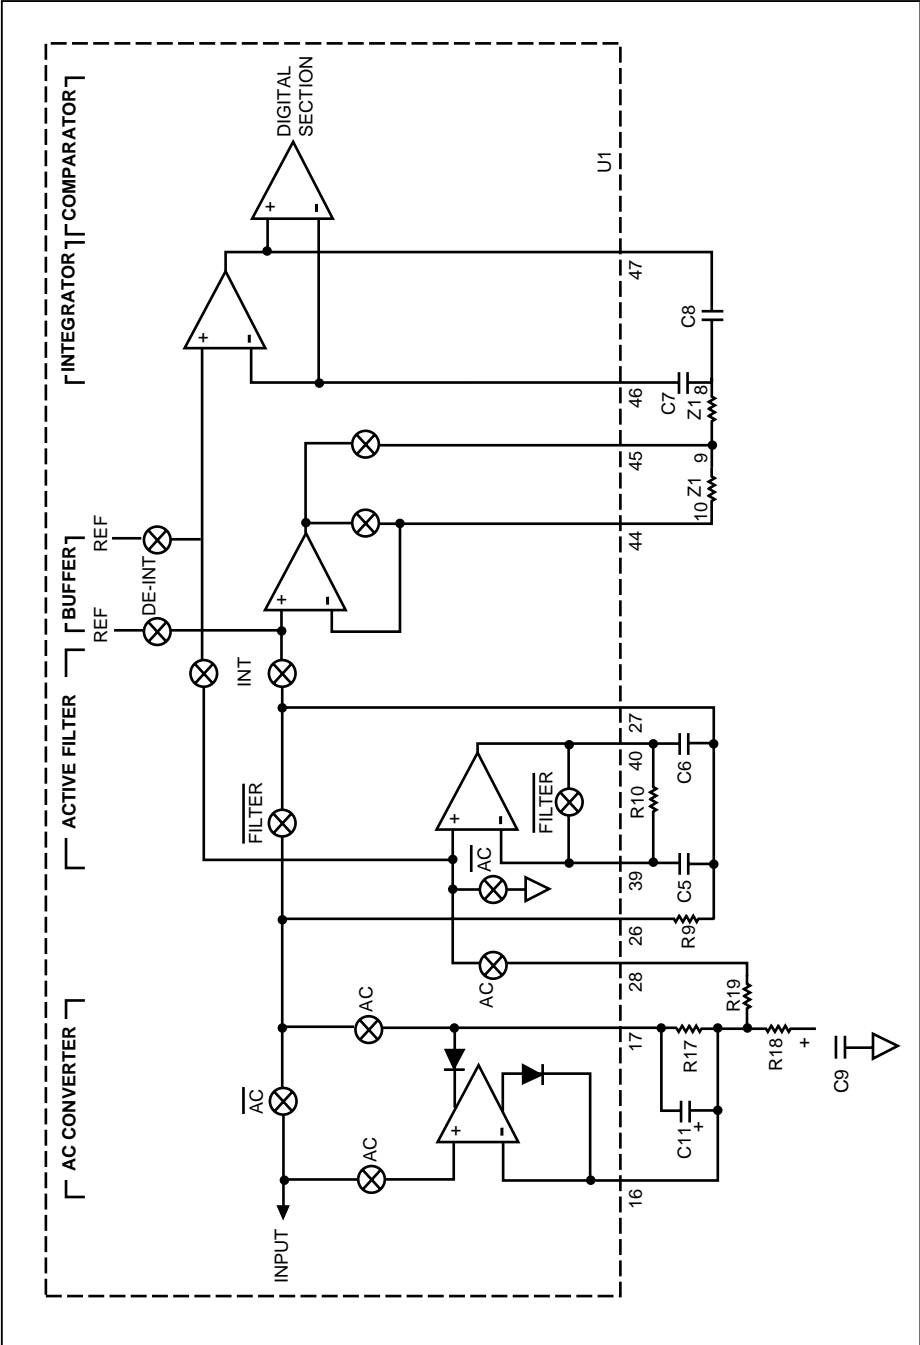 AC CONVERTER
ACTIVE FILTER
BUFFER
INTEGRATOR
COMPARATOR
REF
REF
DE-INT
INT
DIGITAL
SECTION
INPUT
AC
FILTER
AC
AC
AC
AC
FILTER
+
-
+
-
+
-
+
-
+
-
U1
16
17
28
26
39
40
27
44
45
46
47
C11
+
R17
R19
R18
+
C9
R9
C5
R10
C6
10
Z1
9
Z1
8
C7
C8